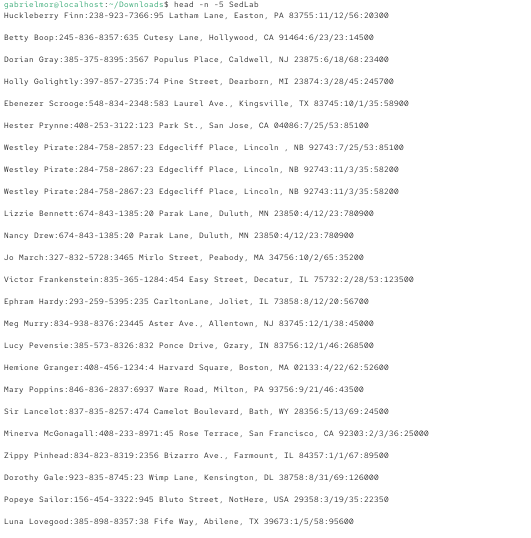 gabrielmor@localhost:~/Downloads$ head -n -5 SedLab
Huckleberry Finn:238-923-7366:95 Latham Lane, Easton, PA 83755:11/12/56:20300
Betty Boop:245-836-8357:635 Cutesy Lane, Hollywood, CA 91464:6/23/23:14500
Dorian Gray:385-375-8395:3567 Populus Place, Caldwell, NJ 23875:6/18/68:23400
Holly Golightly:397-857-2735:74 Pine Street, Dearborn, MI 23874:3/28/45:245700
Ebenezer Scrooge:548-834-2348:583 Laurel Ave., Kingsville, TX 83745:10/1/35:58900
Hester Prynne:408-253-3122:123 Park St., San Jose, CA 04086:7/25/53:85100
Westley Pirate:284-758-2857:23 Edgecliff Place, Lincoln , NB 92743:7/25/53:85100
Westley Pirate:284-758-2867:23 Edgecliff Place, Lincoln, NB 92743:11/3/35:58200
Westley Pirate:284-758-2867:23 Edgecliff Place, Lincoln, NB 92743:11/3/35:58200
Lizzie Bennett:674-843-1385:20 Parak Lane, Duluth, MN 23850:4/12/23:780900
Nancy Drew:674-843-1385:20 Parak Lane, Duluth, MN 23850:4/12/23:780900
Jo March:327-832-5728:3465 Mirlo Street, Peabody, MA 34756:10/2/65:35200
Victor Frankenstein:835-365-1284:454 Easy Street, Decatur, IL 75732:2/28/53:123500
Ephram Hardy:293-259-5395:235 CarltonLane, Joliet, IL 73858:8/12/20:56700
Meg Murry:834-938-8376:23445 Aster Ave., Allentown, NJ 83745:12/1/38:45000
Lucy Pevensie:385-573-8326:832 Ponce Drive, Gzary, IN 83756:12/1/46:268500
Hemione Granger:408-456-1234:4 Harvard Square, Boston, MA 02133:4/22/62:52600
Mary Poppins:846-836-2837:6937 Ware Road, Milton, PA 93756:9/21/46:43500
Sir Lancelot:837-835-8257:474 Camelot Boulevard, Bath, WY 28356:5/13/69:24500
Minerva McGonagall:408-233-8971:45 Rose Terrace, San Francisco, CA 92303:2/3/36:25000
Zippy Pinhead:834-823-8319:2356 Bizarro Ave., Farmount, IL 84357:1/1/67:89500
Dorothy Gale:923-835-8745:23 Wimp Lane, Kensington, DL 38758:8/31/69:126000
Popeye Sailor:156-454-3322:945 Bluto Street, NotHere, USA 29358:3/19/35:22350
Luna Lovegood:385-898-8357:38 Fife Way, Abilene, TX 39673:1/5/58:95600